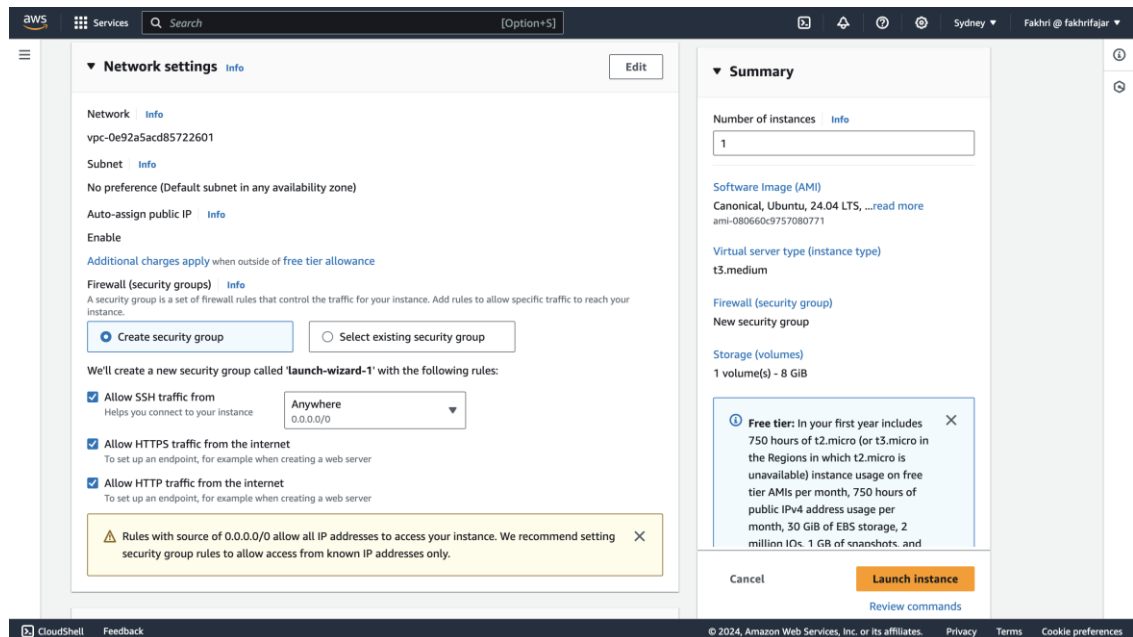 aws
Services
Search
[Option+S]
Sydney
Fakhri @ fakhrifajar
Network settings Info
Edit
Network Info
vpc-0e92a5acd85722601
Subnet Info
No preference (Default subnet in any availability zone)
Auto-assign public IP Info
Enable
Additional charges apply when outside of free tier allowance
Firewall (security groups) Info
A security group is a set of firewall rules that control the traffic for your instance. Add rules to allow specific traffic to reach your
instance.
Create security group
Select existing security group
We'll create a new security group called 'launch-wizard-1' with the following rules:
Allow SSH traffic from
Helps you connect to your instance
Anywhere
0.0.0.0/0
Allow HTTPS traffic from the internet
To set up an endpoint, for example when creating a web server
Allow HTTP traffic from the internet
To set up an endpoint, for example when creating a web server
Rules with source of 0.0.0.0/0 allow all IP addresses to access your instance. We recommend setting
security group rules to allow access from known IP addresses only.
Summary
Number of instances Info
1
Software Image (AMI)
Canonical, Ubuntu, 24.04 LTS, ...read more
ami-080660c9757080771
Virtual server type (instance type)
t3.medium
Firewall (security group)
New security group
Storage (volumes)
1 volume(s) - 8 GiB
Free tier: In your first year includes
750 hours of t2.micro (or t3.micro in
the Regions in which t2.micro is
unavailable) instance usage on free
tier AMIs per month, 750 hours of
public IPv4 address usage per
month, 30 GiB of EBS storage, 2
million IOs, 1 GB of snapshots, and
Cancel
Launch instance
Review commands
CloudShell
Feedback
© 2024, Amazon Web Services, Inc. or its affiliates.
Privacy
Terms
Cookie preferences